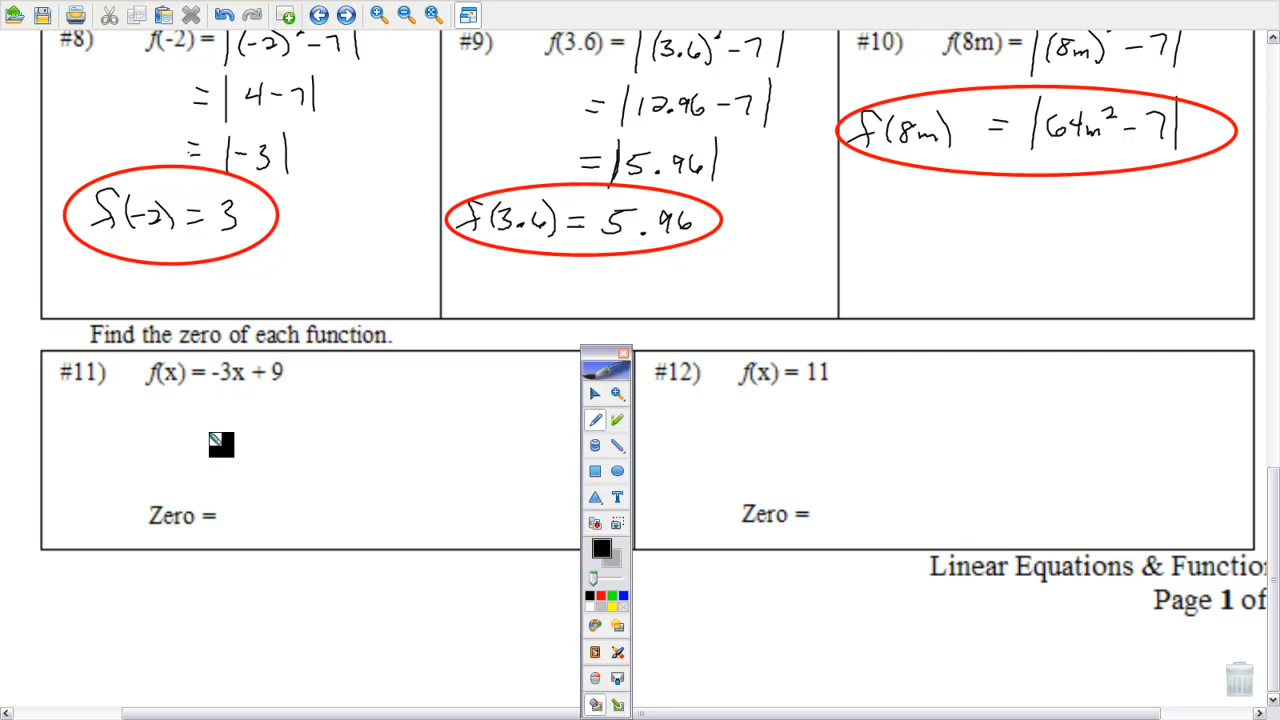 #8) f(-2) = |(-2)² - 7|
= | 4 - 7 |
= |-3|
f(-2) = 3
#9) f(3.6) = |(3.6)² - 7|
= |12.96 - 7|
= |5.96|
f(3.6) = 5.96
#10) f(8m) = |(8m)² - 7|
f(8m) = |64m² - 7|
Find the zero of each function.
#11) f(x) = -3x + 9
Zero =
#12) f(x) = 11
Zero =
Linear Equations & Functio
Page 1 of